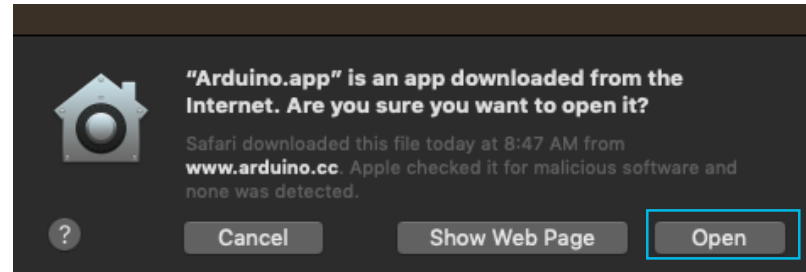 “Arduino.app” is an app downloaded from the
Internet. Are you sure you want to open it?
Safari downloaded this file today at 8:47 AM from
www.arduino.cc. Apple checked it for malicious software and
none was detected.
?
Cancel
Show Web Page
Open